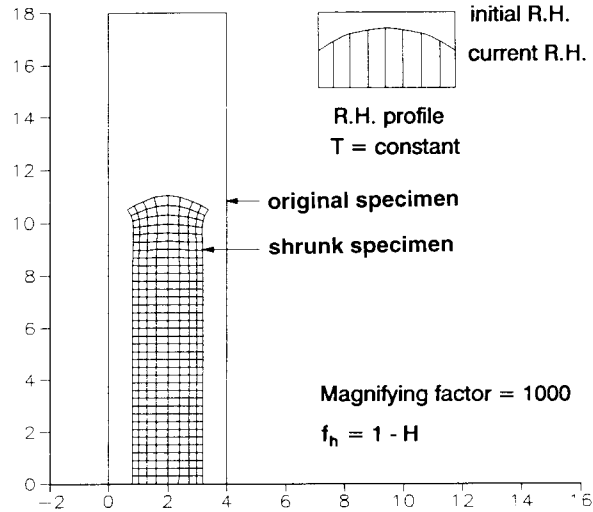 18
16
14
12
10
8
6
4
2
0
-2
0
2
4
6
8
10
12
14
16
initial R.H.
current R.H.
R.H. profile
T = constant
original specimen
shrunk specimen
Magnifying factor = 1000
fₕ = 1 - H